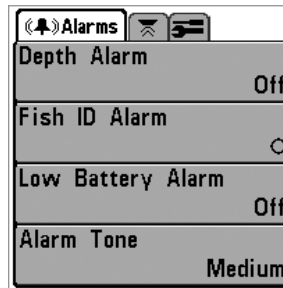 Alarms
Depth Alarm
Off
Fish ID Alarm
Low Battery Alarm
Off
Alarm Tone
Medium